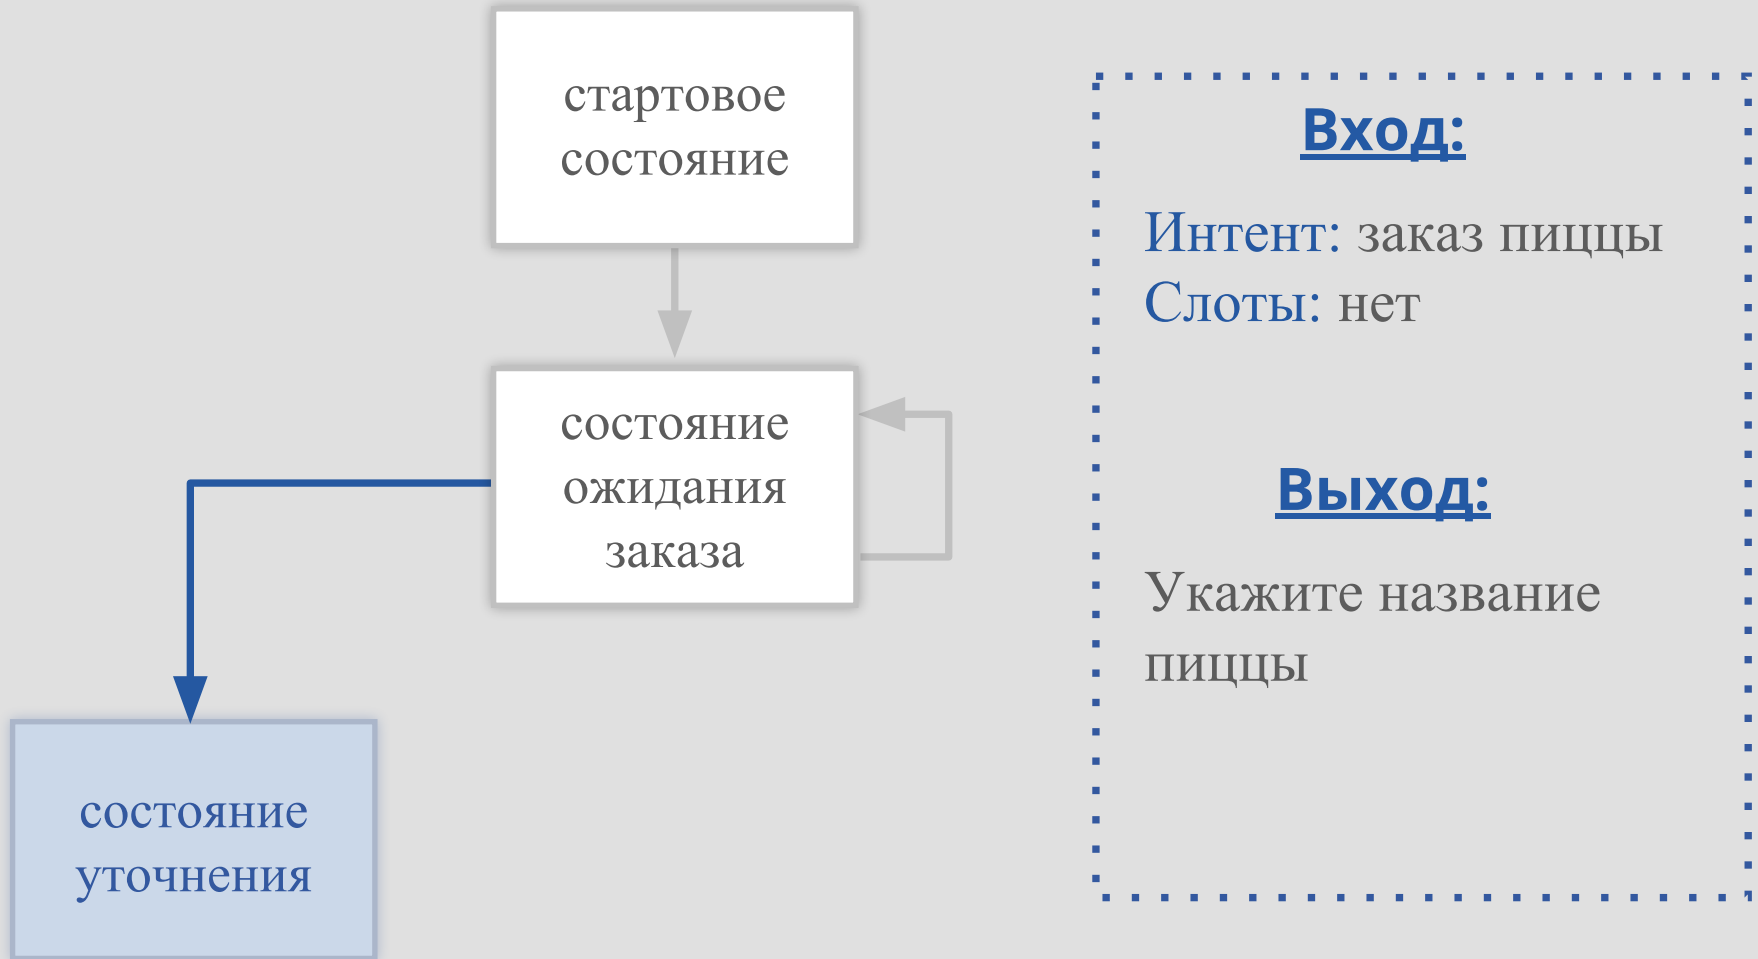 стартовое
состояние
состояние
ожидания
заказа
состояние
уточнения
Вход:
Интент: заказ пиццы
Слоты: нет
Выход:
Укажите название
пиццы